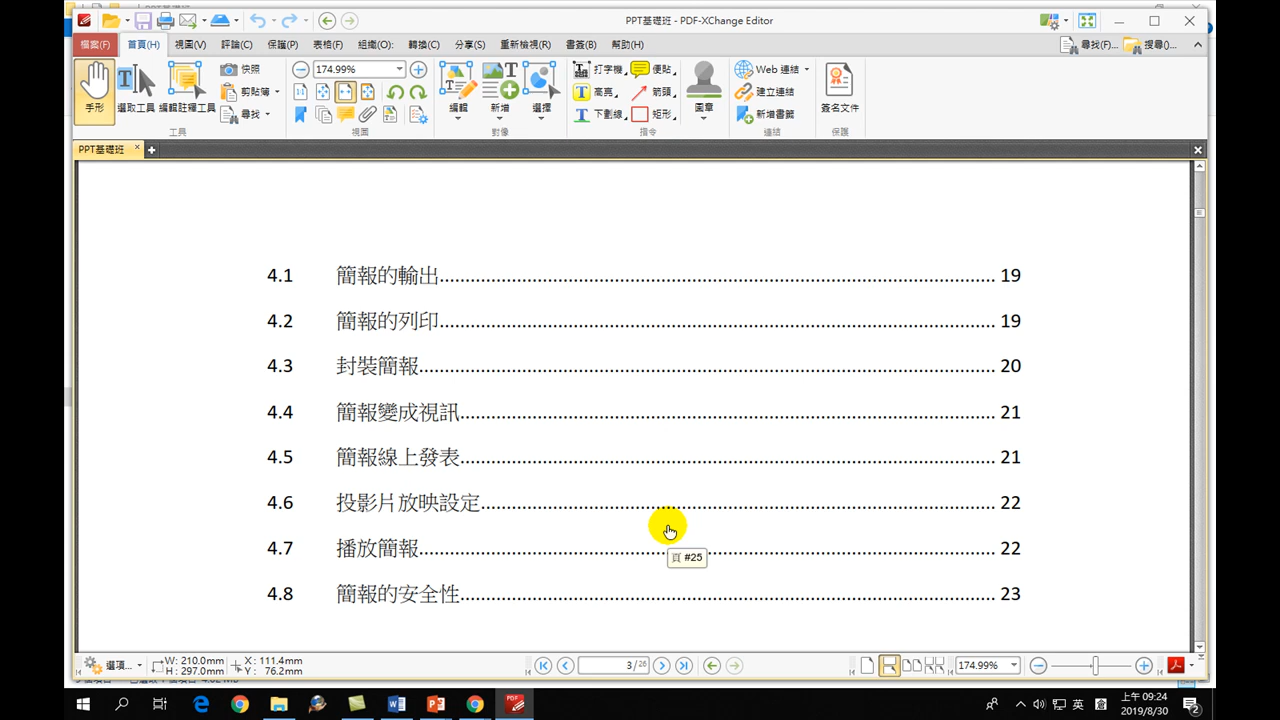 PPT基礎班 - PDF-XChange Editor
檔案(F) 首頁(H) 視圖(V) 評論(C) 保護(P) 表格(F) 組織(O): 轉換(C) 分享(S) 重新檢視(R) 書簽(B) 幫助(H) 尋找(F)... 搜尋()...
手形 選取工具 編輯註釋工具 快照 剪貼簿 尋找 工具
174.99% 視圖
編輯 新增 選擇 對像
打字機 便貼 高亮 箭頭 下劃線 矩形 圖章 指令
Web 連結 建立連結 新增書籤 連結
簽名文件 保護
PPT基礎班
4.1 簡報的輸出 19
4.2 簡報的列印 19
4.3 封裝簡報 20
4.4 簡報變成視訊 21
4.5 簡報線上發表 21
4.6 投影片放映設定 22
頁 #25
4.7 播放簡報 22
4.8 簡報的安全性 23
選項... W: 210.0mm H: 297.0mm X: 111.4mm Y: 76.2mm 3 / 26 174.99%
英 上午 09:24
2019/8/30 2